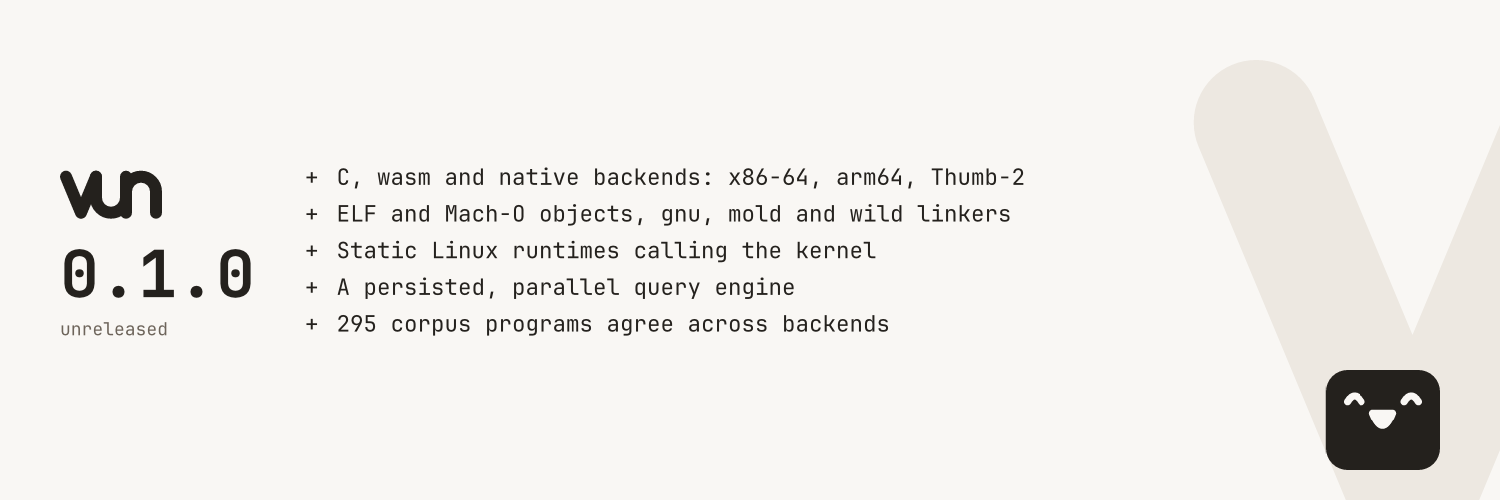 vun
0.1.0
unreleased
+ C, wasm and native backends: x86-64, arm64, Thumb-2
+ ELF and Mach-O objects, gnu, mold and wild linkers
+ Static Linux runtimes calling the kernel
+ A persisted, parallel query engine
+ 295 corpus programs agree across backends